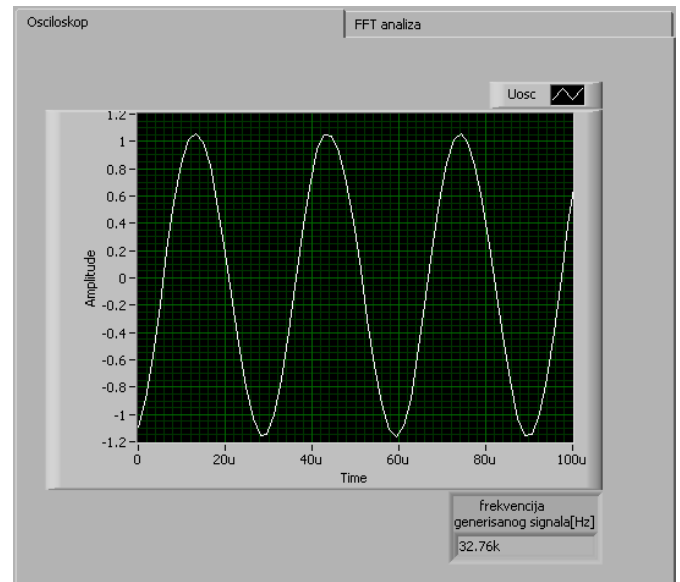 Osciloskop
FFT analiza
Uosc
1.2
1
0.8
0.6
0.4
0.2
0
-0.2
-0.4
-0.6
-0.8
-1
-1.2
Amplitude
0 20u 40u 60u 80u 100u
Time
frekvencija
generisanog signala[Hz]
32.76k